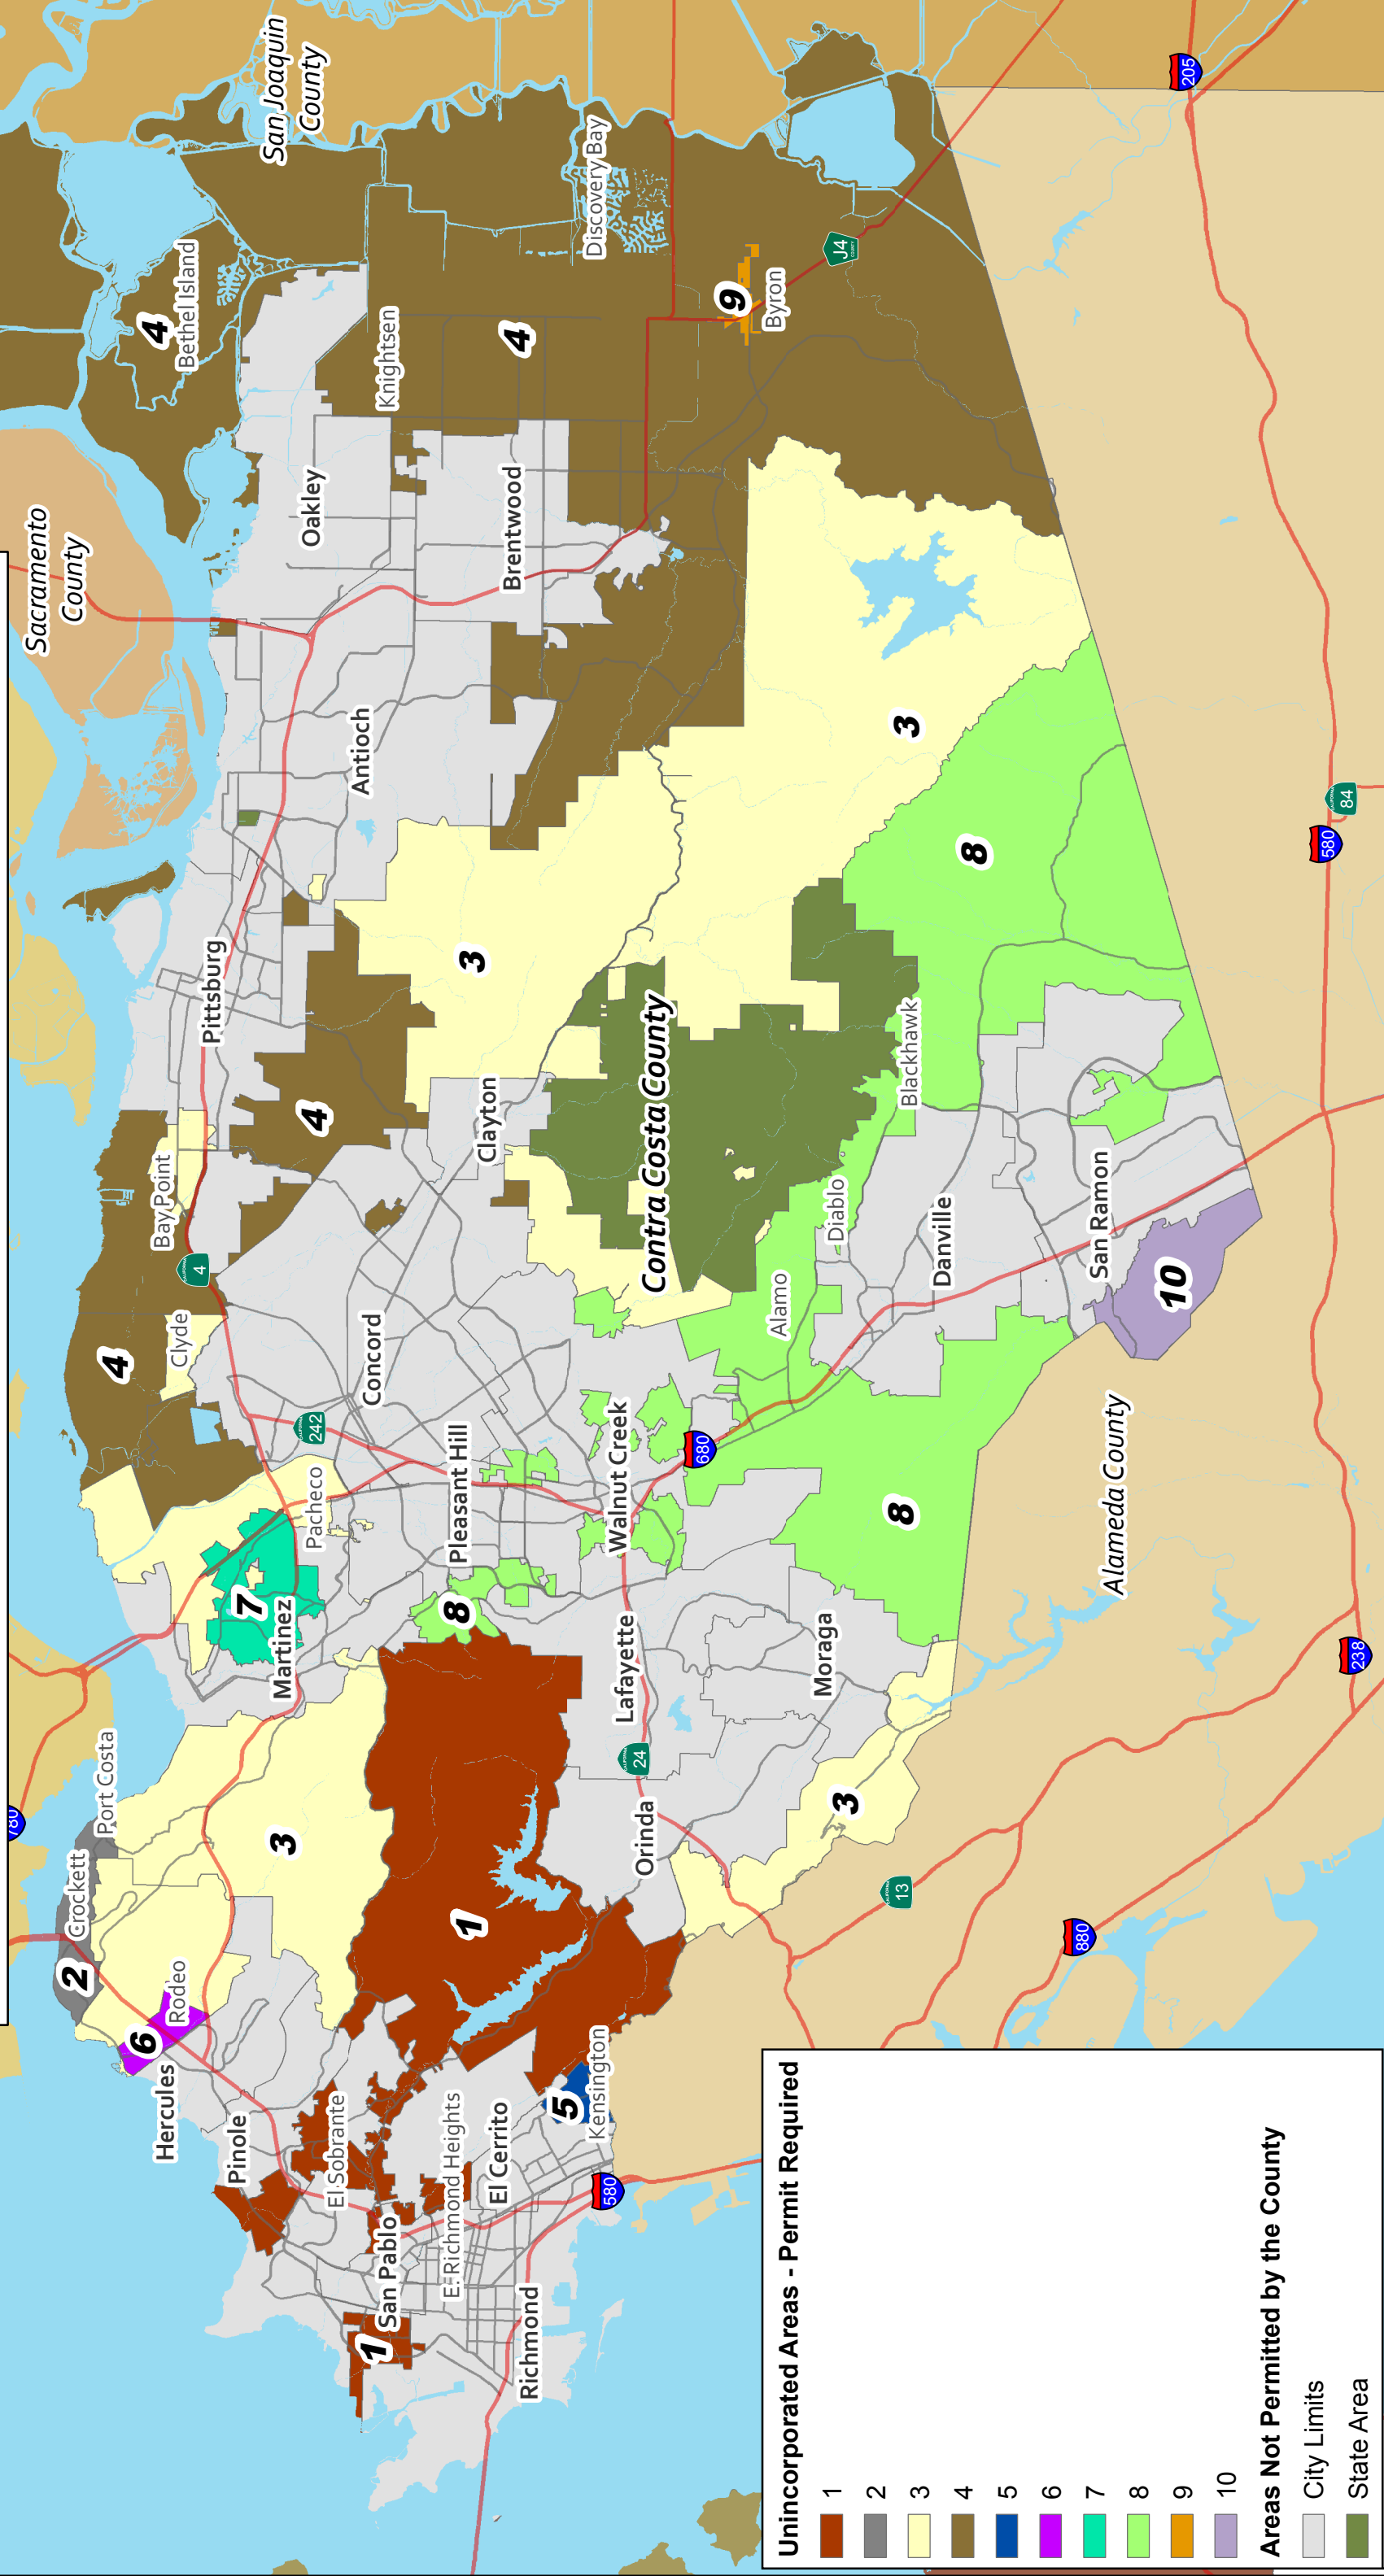 780
Sacramento
County
San Joaquin
County
Crockett
Port Costa
2
6
Rodeo
Hercules
Pinole
El Sobrante
San Pablo
E. Richmond Heights
El Cerrito
Richmond
1
5
Kensington
580
3
1
7
Martinez
Pacheco
242
4
Clyde
Bay Point
4
Pittsburg
4
Antioch
Oakley
4
Bethel Island
Knightsen
4
Discovery Bay
Brentwood
9
Byron
J4
COUNTY
205
Concord
CALIFORNIA
Clayton
3
8
Pleasant Hill
Walnut Creek
Lafayette
24
Orinda
680
Contra Costa County
Moraga
3
8
Alamo
Diablo
Blackhawk
Danville
San Ramon
10
3
8
13
880
Alameda County
238
580
84
Unincorporated Areas - Permit Required
1
2
3
4
5
6
7
8
9
10
Areas Not Permitted by the County
City Limits
State Area